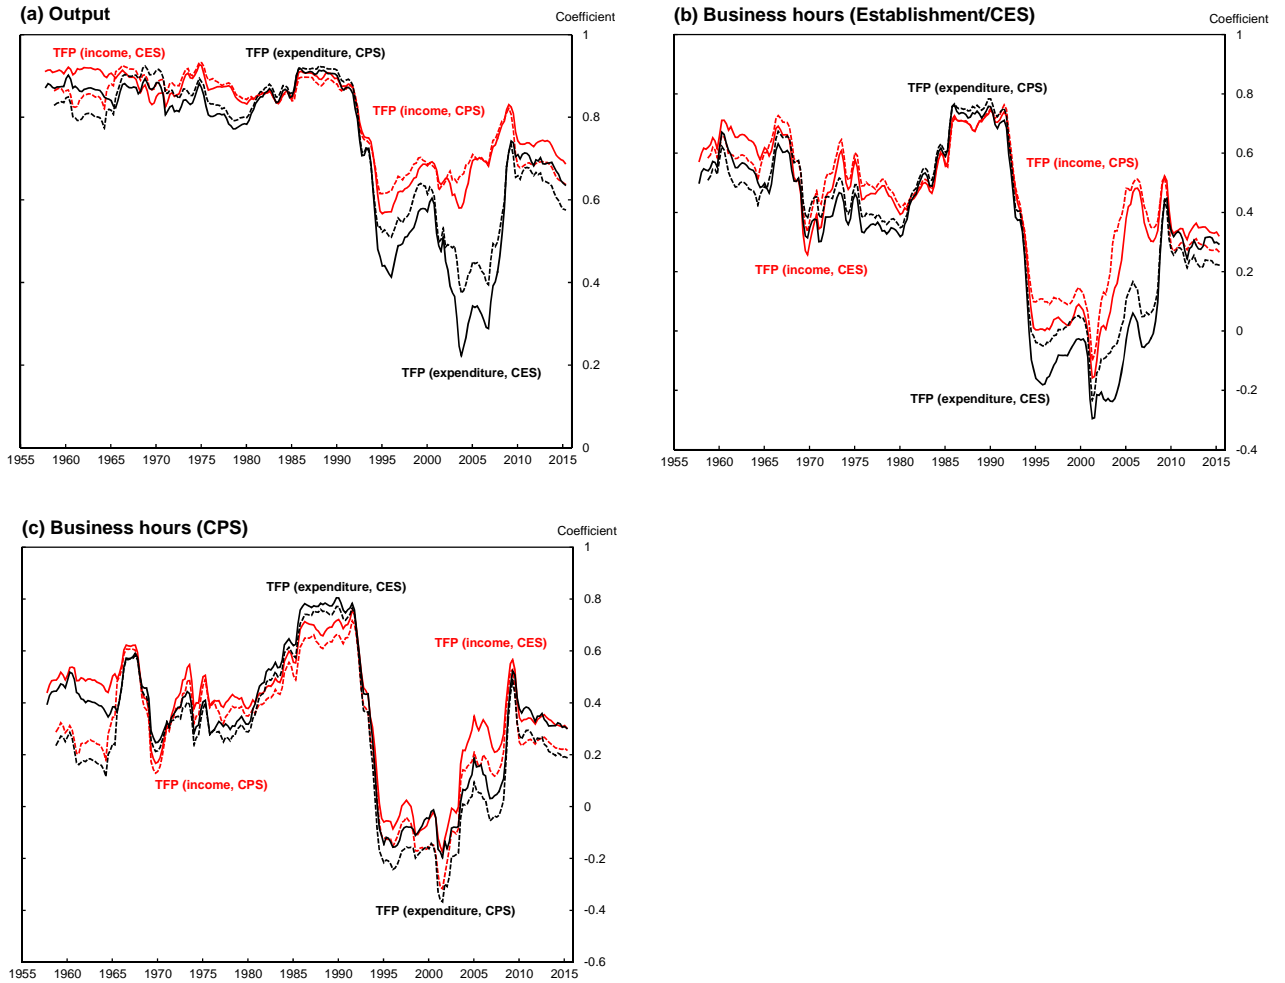 (a) Output
Coefficient
TFP (income, CES)
TFP (expenditure, CPS)
TFP (income, CPS)
TFP (expenditure, CES)
1
0.8
0.6
0.4
0.2
0
1955 1960 1965 1970 1975 1980 1985 1990 1995 2000 2005 2010 2015
(b) Business hours (Establishment/CES)
Coefficient
TFP (expenditure, CPS)
TFP (income, CPS)
TFP (income, CES)
TFP (expenditure, CES)
1
0.8
0.6
0.4
0.2
0
-0.2
-0.4
1955 1960 1965 1970 1975 1980 1985 1990 1995 2000 2005 2010 2015
(c) Business hours (CPS)
Coefficient
TFP (expenditure, CES)
TFP (income, CES)
TFP (income, CPS)
TFP (expenditure, CPS)
1
0.8
0.6
0.4
0.2
0
-0.2
-0.4
-0.6
1955 1960 1965 1970 1975 1980 1985 1990 1995 2000 2005 2010 2015